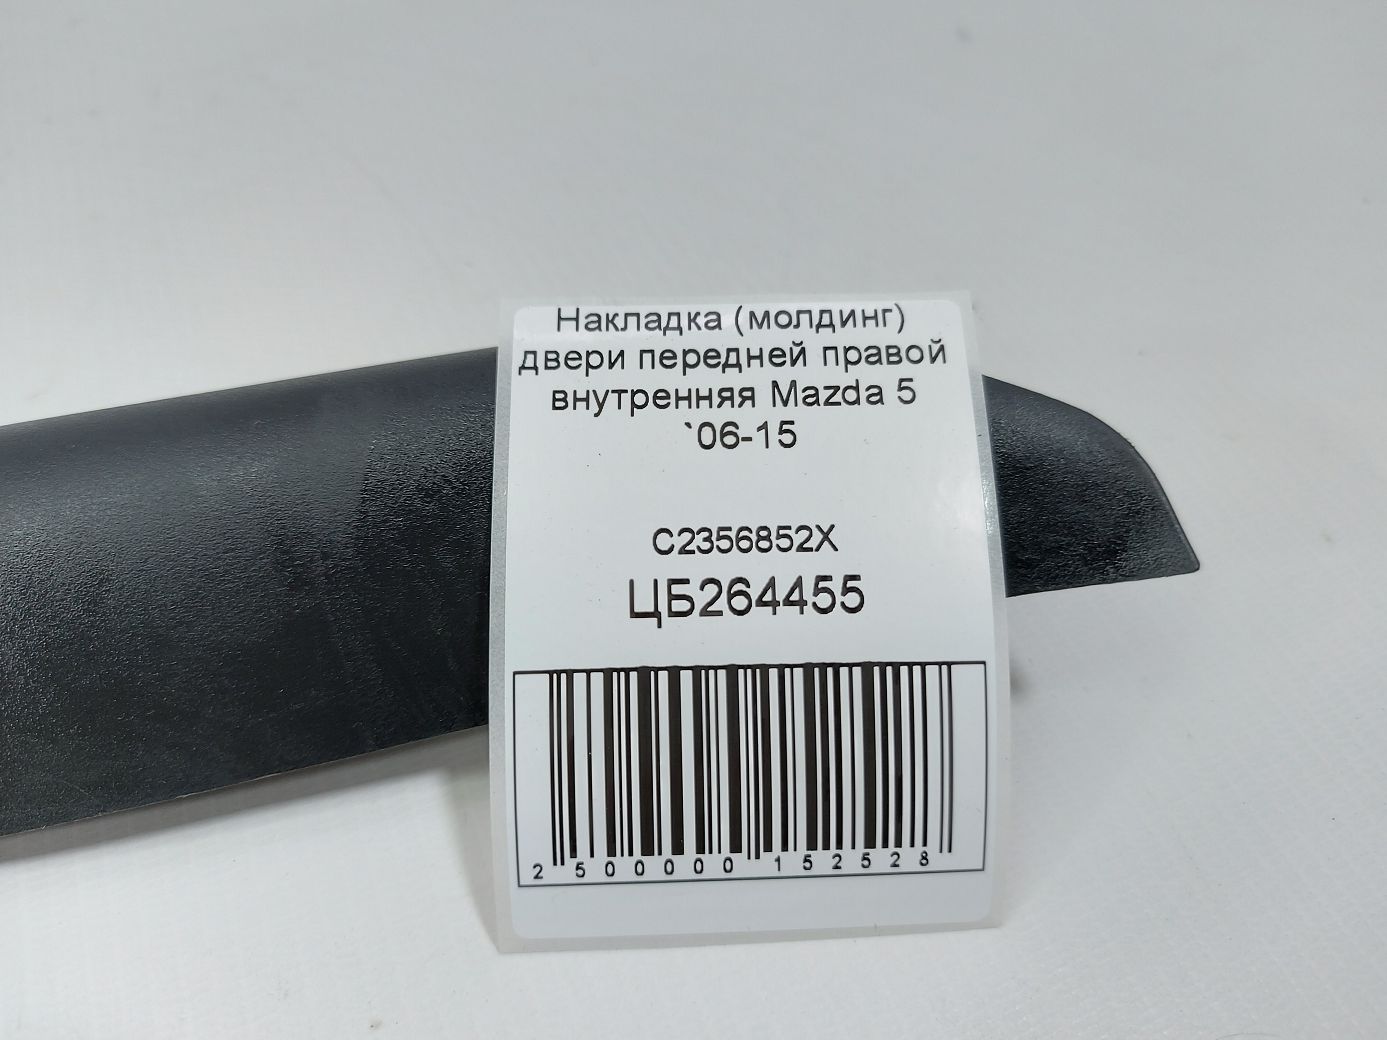 Накладка (молдинг)
двери передней правой
внутренняя Mazda 5
`06-15
C2356852X
ЦБ264455
2 500000 152528